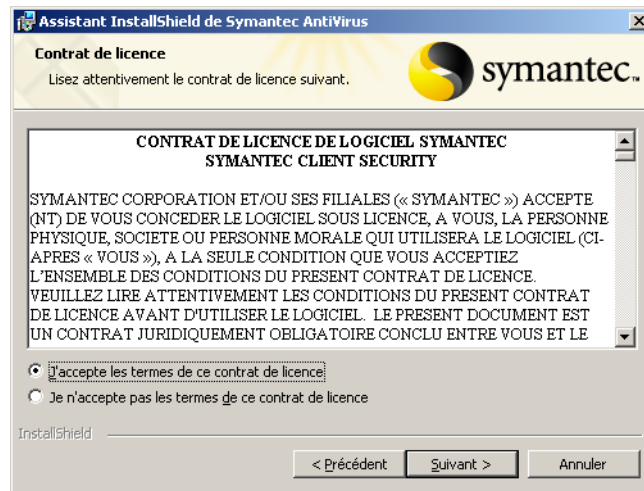 Assistant InstallShield de Symantec AntiVirus
Contrat de licence
Lisez attentivement le contrat de licence suivant.
symantec™
CONTRAT DE LICENCE DE LOGICIEL SYMANTEC
SYMANTEC CLIENT SECURITY
SYMANTEC CORPORATION ET/OU SES FILIALES (« SYMANTEC ») ACCEPTE
(NT) DE VOUS CONCEDER LE LOGICIEL SOUS LICENCE, A VOUS, LA PERSONNE
PHYSIQUE, SOCIETE OU PERSONNE MORALE QUI UTILISERA LE LOGICIEL (CI-
APRES « VOUS »), A LA SEULE CONDITION QUE VOUS ACCEPTIEZ
L'ENSEMBLE DES CONDITIONS DU PRESENT CONTRAT DE LICENCE.
VEUILLEZ LIRE ATTENTIVEMENT LES CONDITIONS DU PRESENT CONTRAT
DE LICENCE AVANT D'UTILISER LE LOGICIEL. LE PRESENT DOCUMENT EST
UN CONTRAT JURIDIQUEMENT OBLIGATOIRE CONCLU ENTRE VOUS ET LE
J'accepte les termes de ce contrat de licence
Je n'accepte pas les termes de ce contrat de licence
InstallShield
< Précédent
Suivant >
Annuler